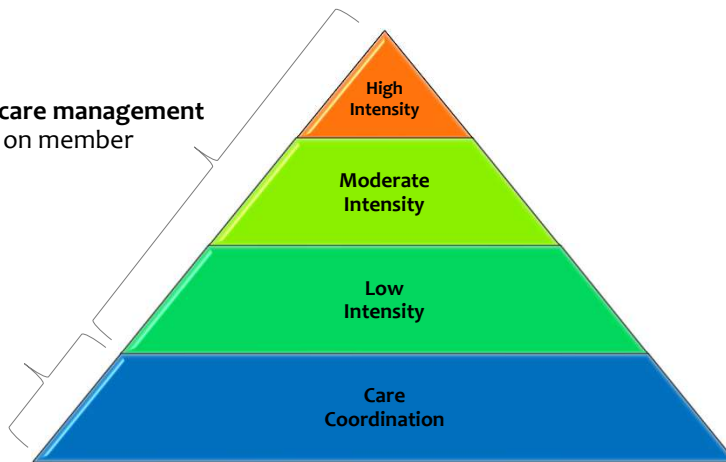 High
Intensity
care management
on member
Moderate
Intensity
Low
Intensity
Care
Coordination